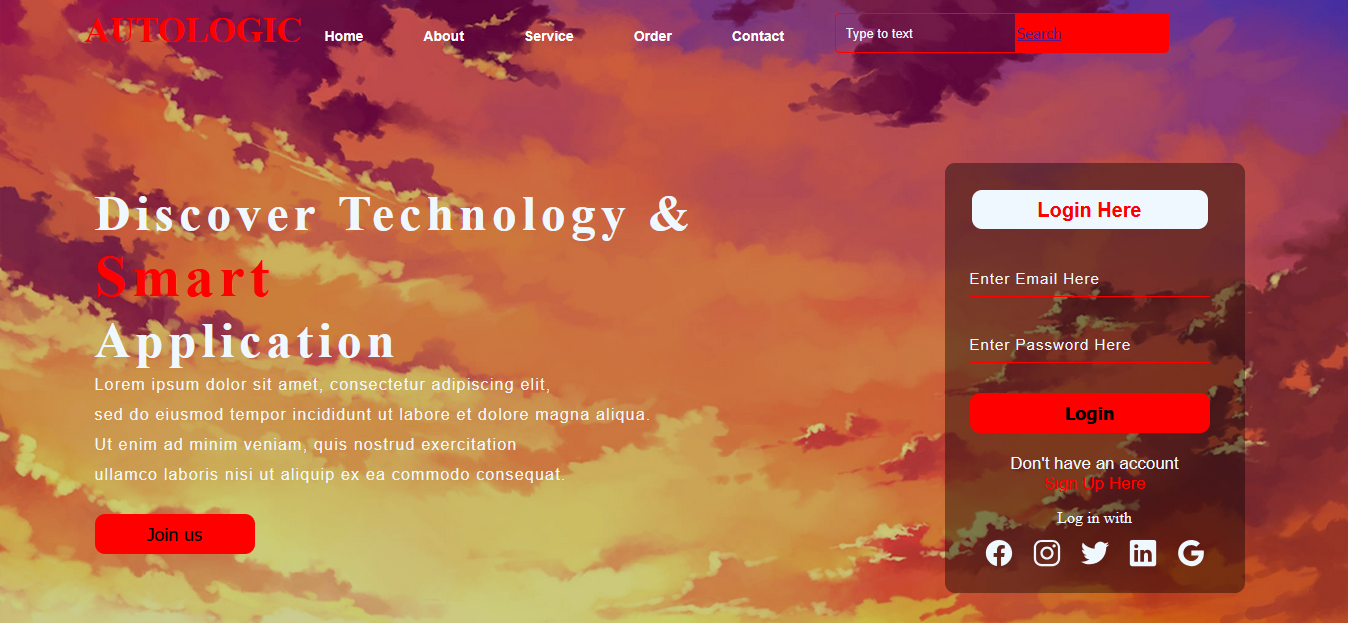 AUTOLOGIC
Home About Service Order Contact
Type to text Search
Discover Technology &
Smart
Application
Lorem ipsum dolor sit amet, consectetur adipiscing elit,
sed do eiusmod tempor incididunt ut labore et dolore magna aliqua.
Ut enim ad minim veniam, quis nostrud exercitation
ullamco laboris nisi ut aliquip ex ea commodo consequat.
Join us
Login Here
Enter Email Here
Enter Password Here
Login
Don't have an account
Sign Up Here
Log in with